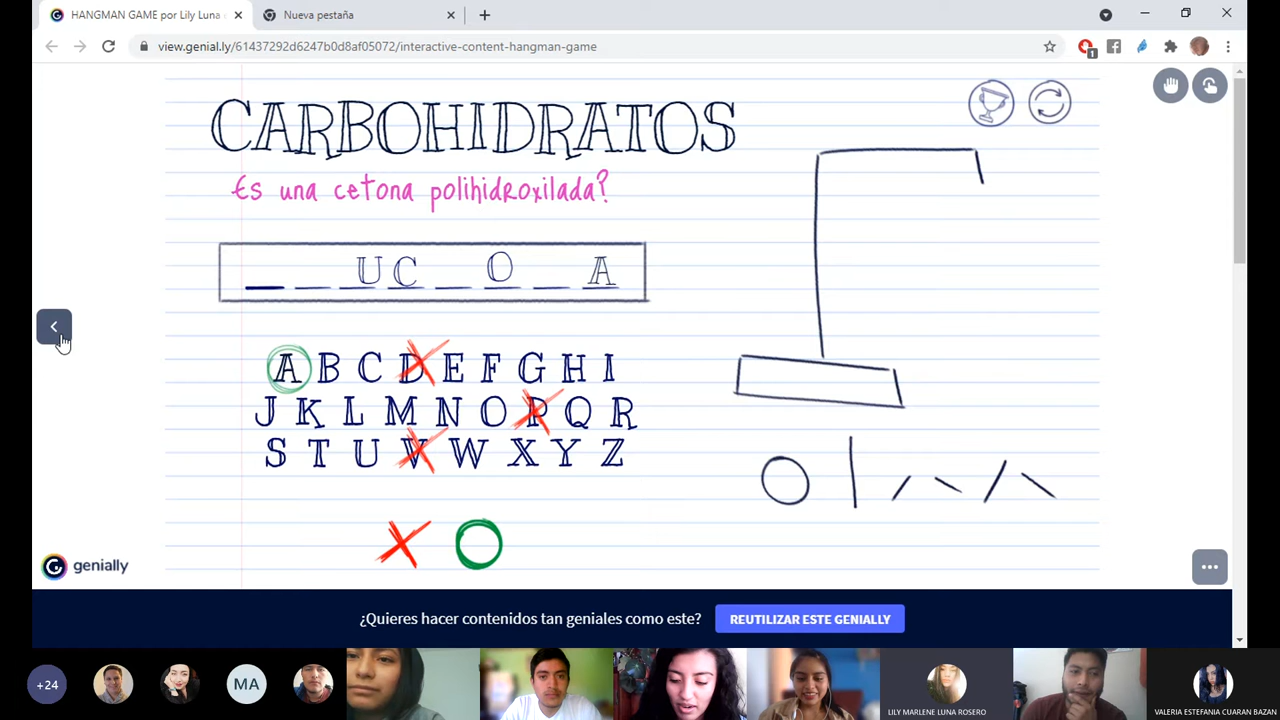 HANGMAN GAME por Lily Luna
Nueva pestaña
view.genial.ly/61437292d6247b0d8af05072/interactive-content-hangman-game
1
CARBOHIDRATOS
Es una cetona polihidroxilada?
_ _ U C _ O _ A
A B C D E F G H I
J K L M N O P Q R
S T U V W X Y Z
genially
¿Quieres hacer contenidos tan geniales como este?
REUTILIZAR ESTE GENIALLY
+24
MA
LILY MARLENE LUNA ROSERO
VALERIA ESTEFANIA CUARAN BAZAN